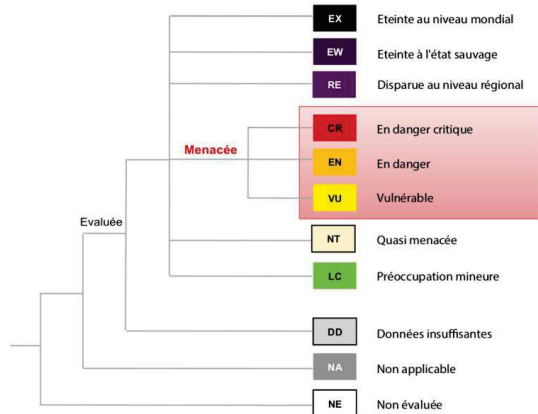 EX Eteinte au niveau mondial
EW Eteinte à l'état sauvage
RE Disparue au niveau régional
CR En danger critique
Menacée
EN En danger
VU Vulnérable
Evaluée
NT Quasi menacée
LC Préoccupation mineure
DD Données insuffisantes
NA Non applicable
NE Non évaluée